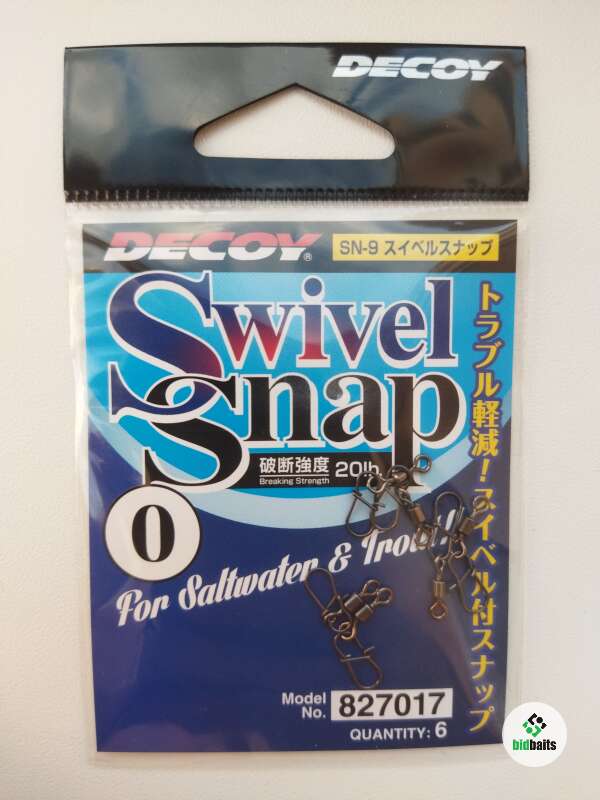 DECOY
DECOY®
SN-9 スイベルスナップ
Swivel
Snap
破断強度 20lb
Breaking Strength
0
For Saltwater & Trout!!
トラブル軽減!スイベル付スナップ
Model No. 827017
QUANTITY: 6
bidbaits